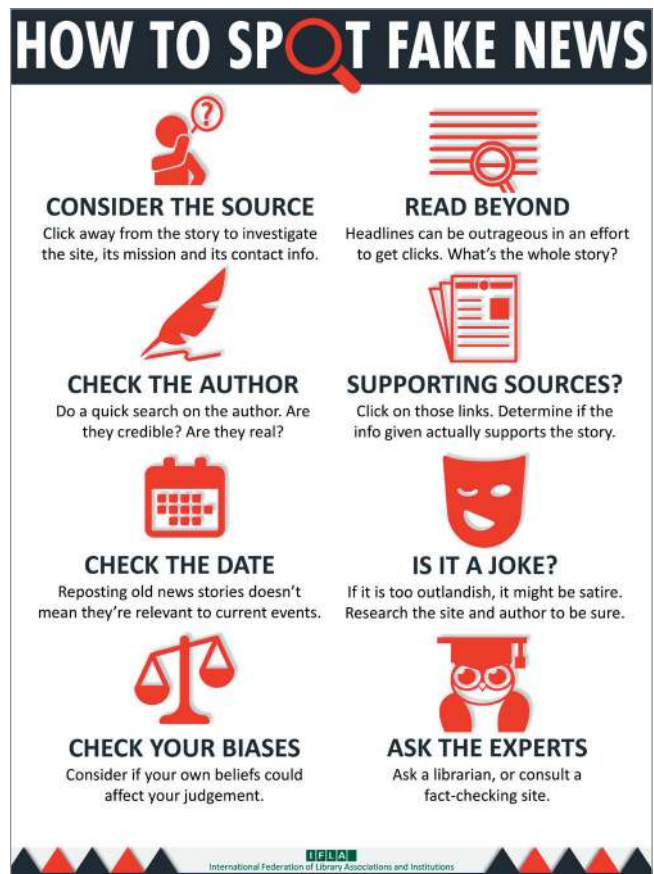 HOW TO SPOT FAKE NEWS
?
CONSIDER THE SOURCE
Click away from the story to investigate
the site, its mission and its contact info.
READ BEYOND
Headlines can be outrageous in an effort
to get clicks. What's the whole story?
CHECK THE AUTHOR
Do a quick search on the author. Are
they credible? Are they real?
SUPPORTING SOURCES?
Click on those links. Determine if the
info given actually supports the story.
CHECK THE DATE
Reposting old news stories doesn't
mean they're relevant to current events.
IS IT A JOKE?
If it is too outlandish, it might be satire.
Research the site and author to be sure.
CHECK YOUR BIASES
Consider if your own beliefs could
affect your judgement.
ASK THE EXPERTS
Ask a librarian, or consult a
fact-checking site.
IFLA
International Federation of Library Associations and Institutions